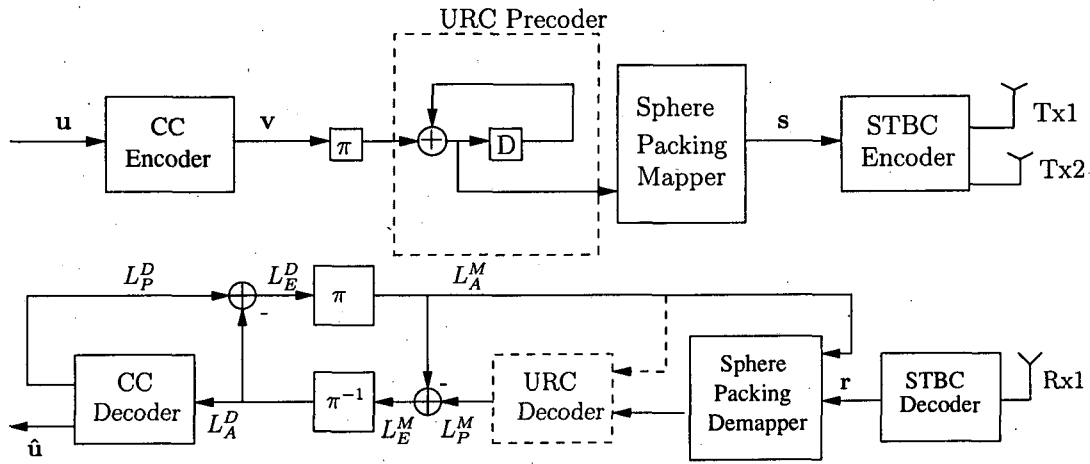 URC Precoder
u
CC
Encoder
v
π
D
Sphere
Packing
Mapper
s
STBC
Encoder
Tx1
Tx2
L_P^D
L_E^D
π
L_A^M
-
CC
Decoder
L_A^D
π⁻¹
L_E^M
-
L_P^M
URC
Decoder
Sphere
Packing
Demapper
r
STBC
Decoder
Rx1
û